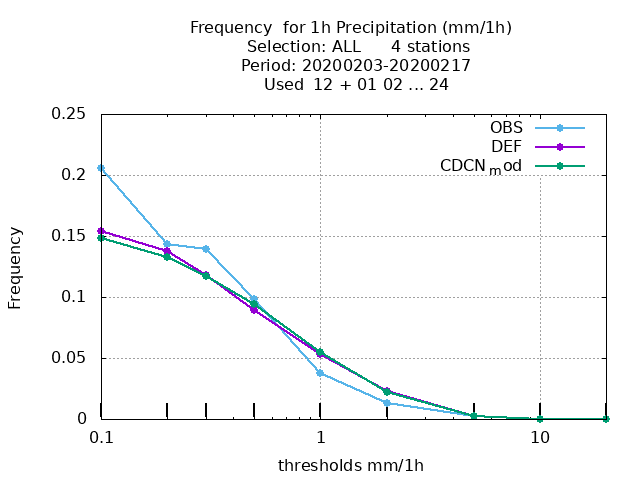 Frequency  for 1h Precipitation (mm/1h)
Selection: ALL      4 stations
Period: 20200203-20200217
Used  12 + 01 02 ... 24
0.25
OBS
DEF
CDCN_mod
0.2
0.15
0.1
0.05
0
Frequency
0.1
1
10
thresholds mm/1h